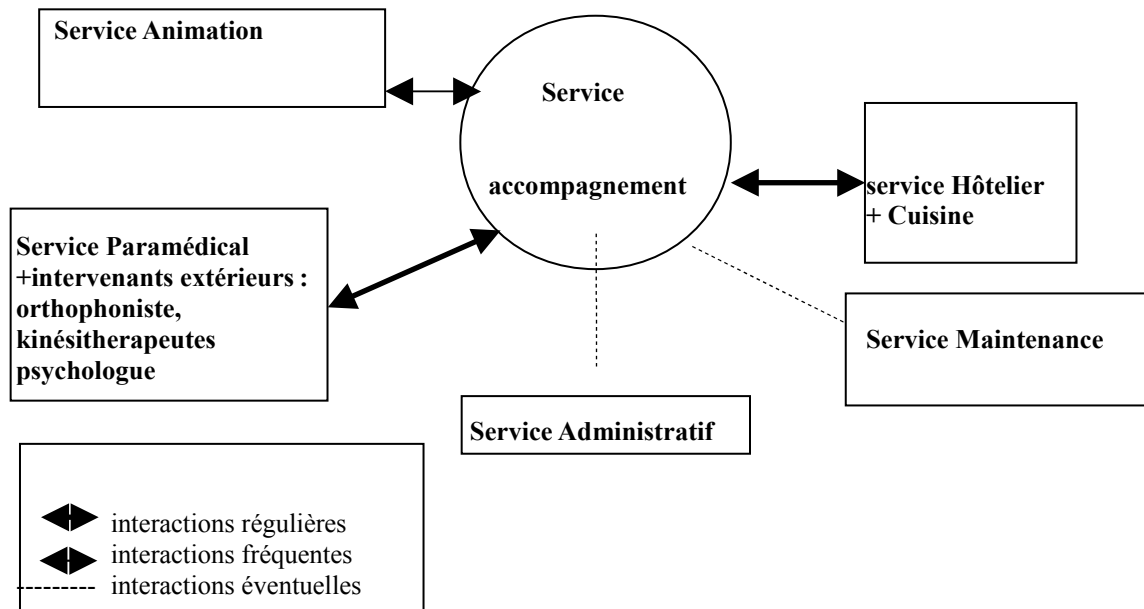 Service Animation
Service
accompagnement
service Hôtelier
+ Cuisine
Service Paramédical
+intervenants extérieurs :
orthophoniste,
kinésitherapeutes
psychologue
Service Maintenance
Service Administratif
interactions régulières
interactions fréquentes
interactions éventuelles